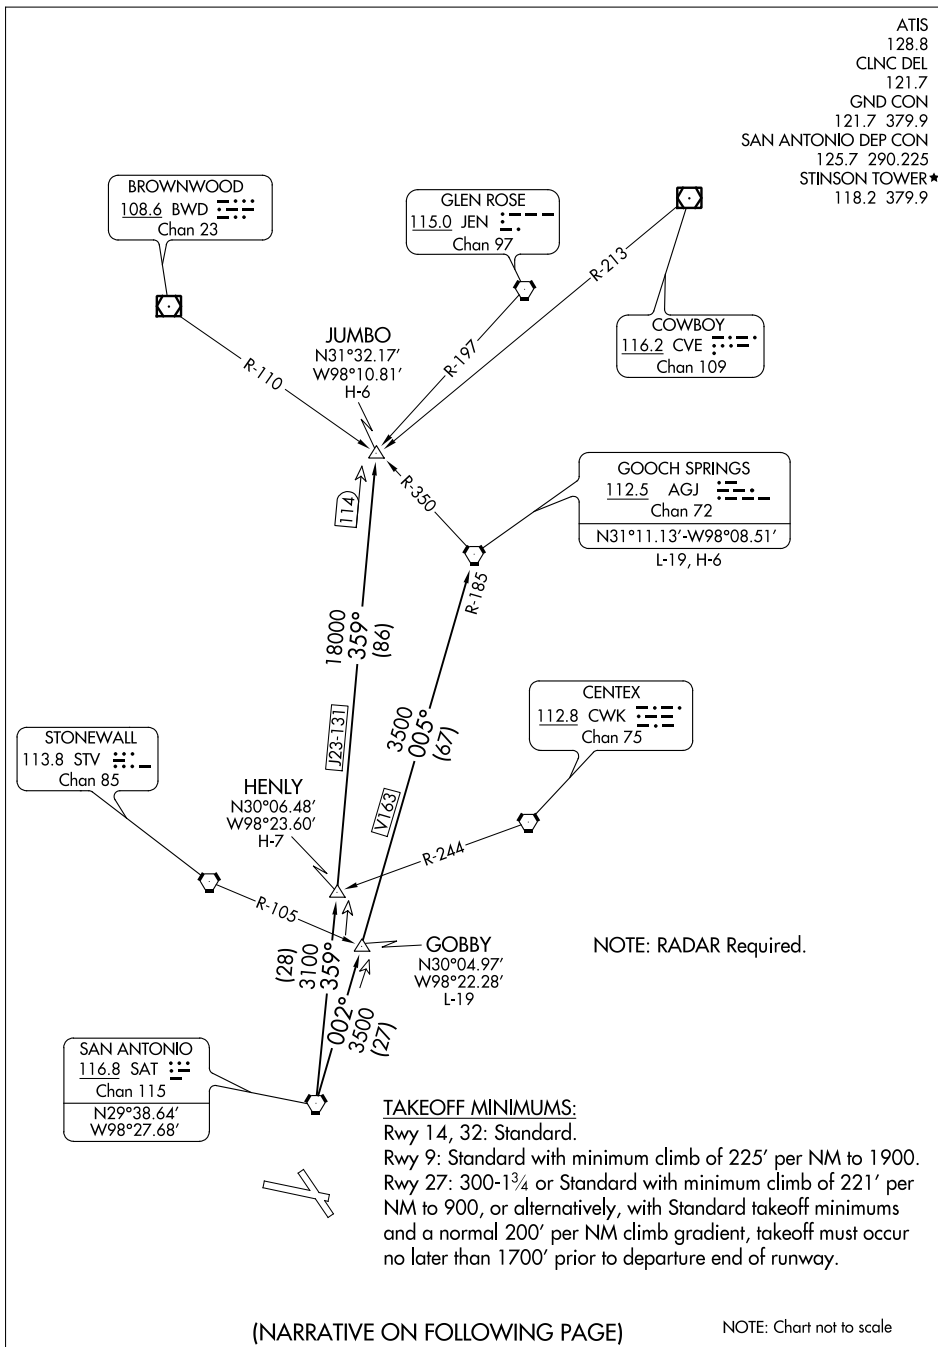 ATIS
128.8
CLNC DEL
121.7
GND CON
121.7 379.9
SAN ANTONIO DEP CON
125.7 290.225
STINSON TOWER★
118.2 379.9
BROWNWOOD
108.6 BWD
Chan 23
GLEN ROSE
115.0 JEN
Chan 97
R-213
COWBOY
116.2 CVE
Chan 109
JUMBO
N31°32.17'
W98°10.81'
H-6
R-110
R-197
R-350
GOOCH SPRINGS
112.5 AGJ
Chan 72
N31°11.13'-W98°08.51'
L-19, H-6
114
R-185
18000
359°
(86)
J23-131
3500
005°
(67)
V163
CENTEX
112.8 CWK
Chan 75
STONEWALL
113.8 STV
Chan 85
HENLY
N30°06.48'
W98°23.60'
H-7
R-244
R-105
GOBBY
N30°04.97'
W98°22.28'
L-19
NOTE: RADAR Required.
(28)
3100
359°
002°
3500
(27)
SAN ANTONIO
116.8 SAT
Chan 115
N29°38.64'
W98°27.68'
TAKEOFF MINIMUMS:
Rwy 14, 32: Standard.
Rwy 9: Standard with minimum climb of 225' per NM to 1900.
Rwy 27: 300-1¾ or Standard with minimum climb of 221' per
NM to 900, or alternatively, with Standard takeoff minimums
and a normal 200' per NM climb gradient, takeoff must occur
no later than 1700' prior to departure end of runway.
(NARRATIVE ON FOLLOWING PAGE)
NOTE: Chart not to scale